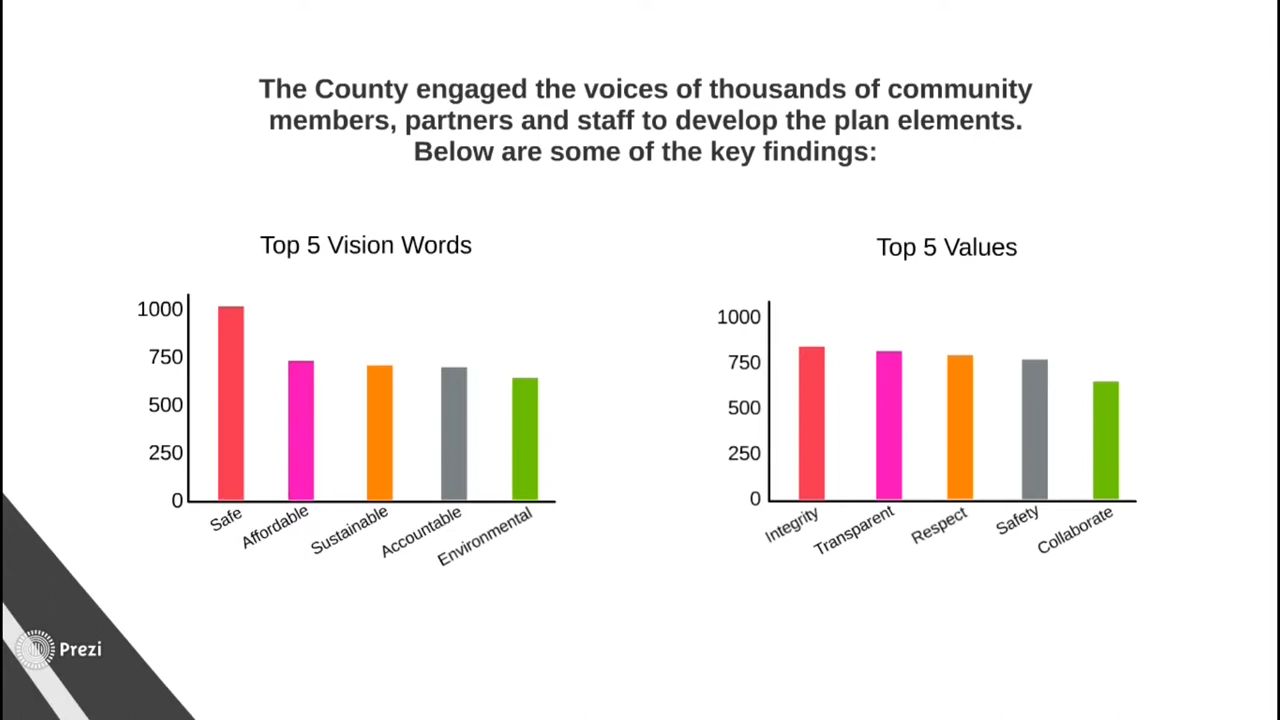 The County engaged the voices of thousands of community
members, partners and staff to develop the plan elements.
Below are some of the key findings:
Top 5 Vision Words
1000
750
500
250
0
Safe
Affordable
Sustainable
Accountable
Environmental
Top 5 Values
1000
750
500
250
0
Integrity
Transparent
Respect
Safety
Collaborate
Prezi